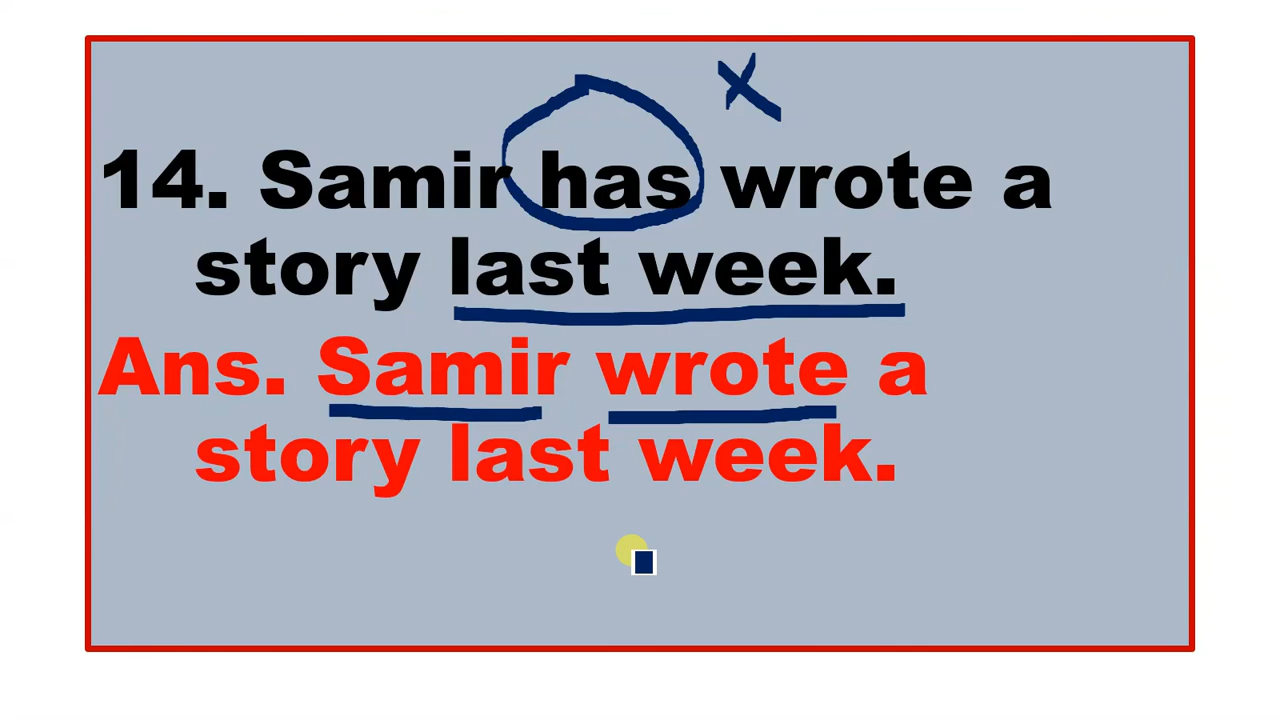 14. Samir has wrote a
story last week.
Ans. Samir wrote a
story last week.